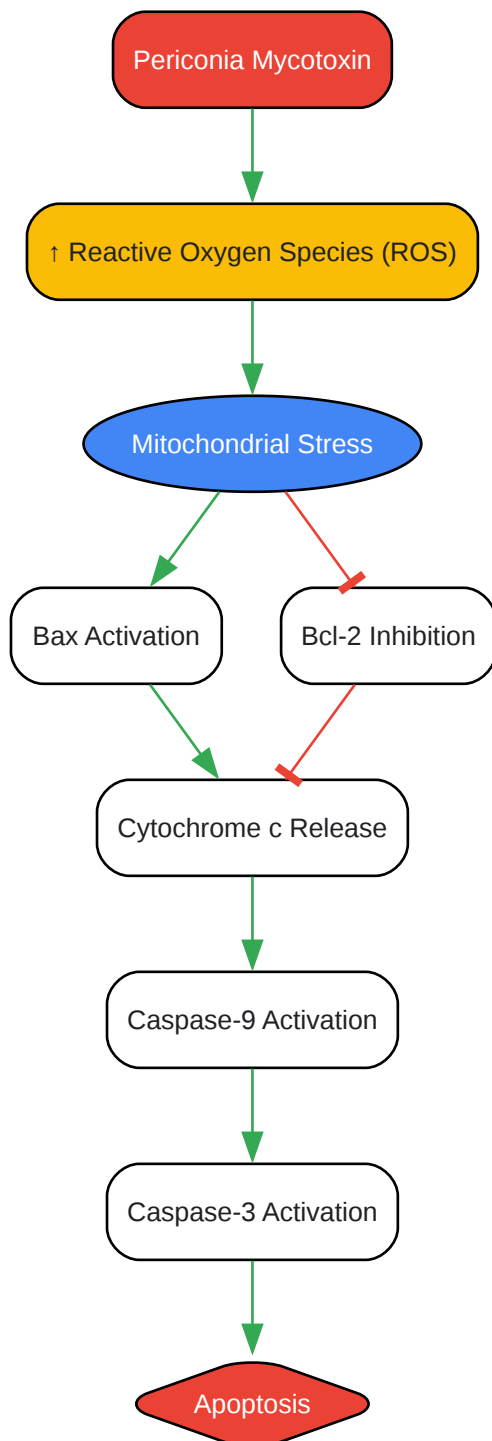 Periconia Mycotoxin
↑ Reactive Oxygen Species (ROS)
Mitochondrial Stress
Bax Activation
Bcl-2 Inhibition
Cytochrome c Release
Caspase-9 Activation
Caspase-3 Activation
Apoptosis